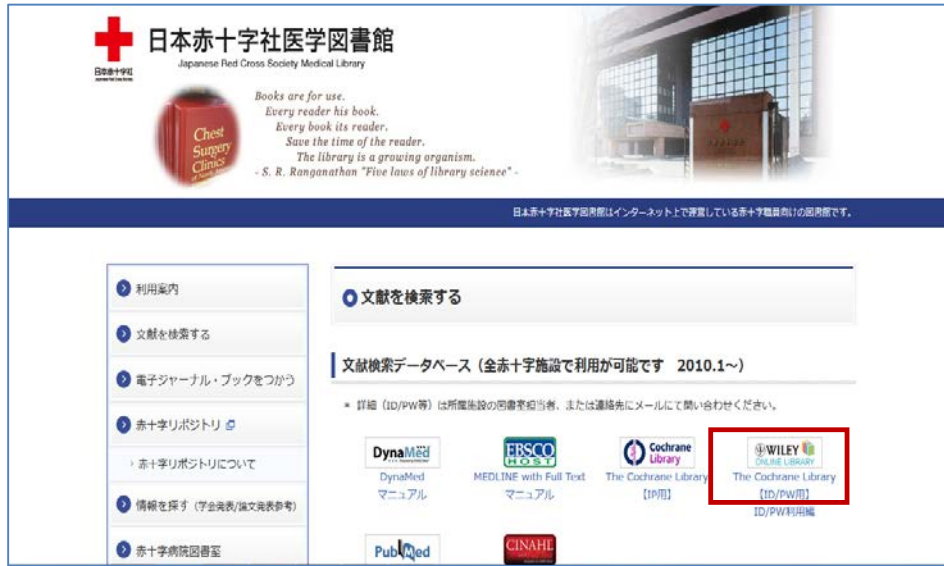 日本赤十字社医学図書館
Japanese Red Cross Society Medical Library
日本赤十字社
Books are for use.
Every reader his book.
Every book its reader.
Save the time of the reader.
The library is a growing organism.
- S. R. Ranganathan "Five laws of library science" -
Chest
Surgery
Clinics
日本赤十字社医学図書館はインターネット上で運営している赤十字職員向けの図書館です。
利用案内
文献を検索する
電子ジャーナル・ブックをつかう
赤十字リポジトリ
赤十字リポジトリについて
情報を探す (学会発表/論文発表参考)
赤十字病院図書室
文献を検索する
文献検索データベース（全赤十字施設で利用が可能です 2010.1～）
* 詳細（ID/PW等）は所属施設の図書室担当者、または連絡先にメールにて問い合わせください。
DynaMed
DynaMed
マニュアル
EBSCO
HOST
MEDLINE with Full Text
マニュアル
Cochrane
Library
The Cochrane Library
【IP用】
WILEY
ONLINE LIBRARY
The Cochrane Library
【ID/PW用】
ID/PW利用編
PubMed
CINAHL